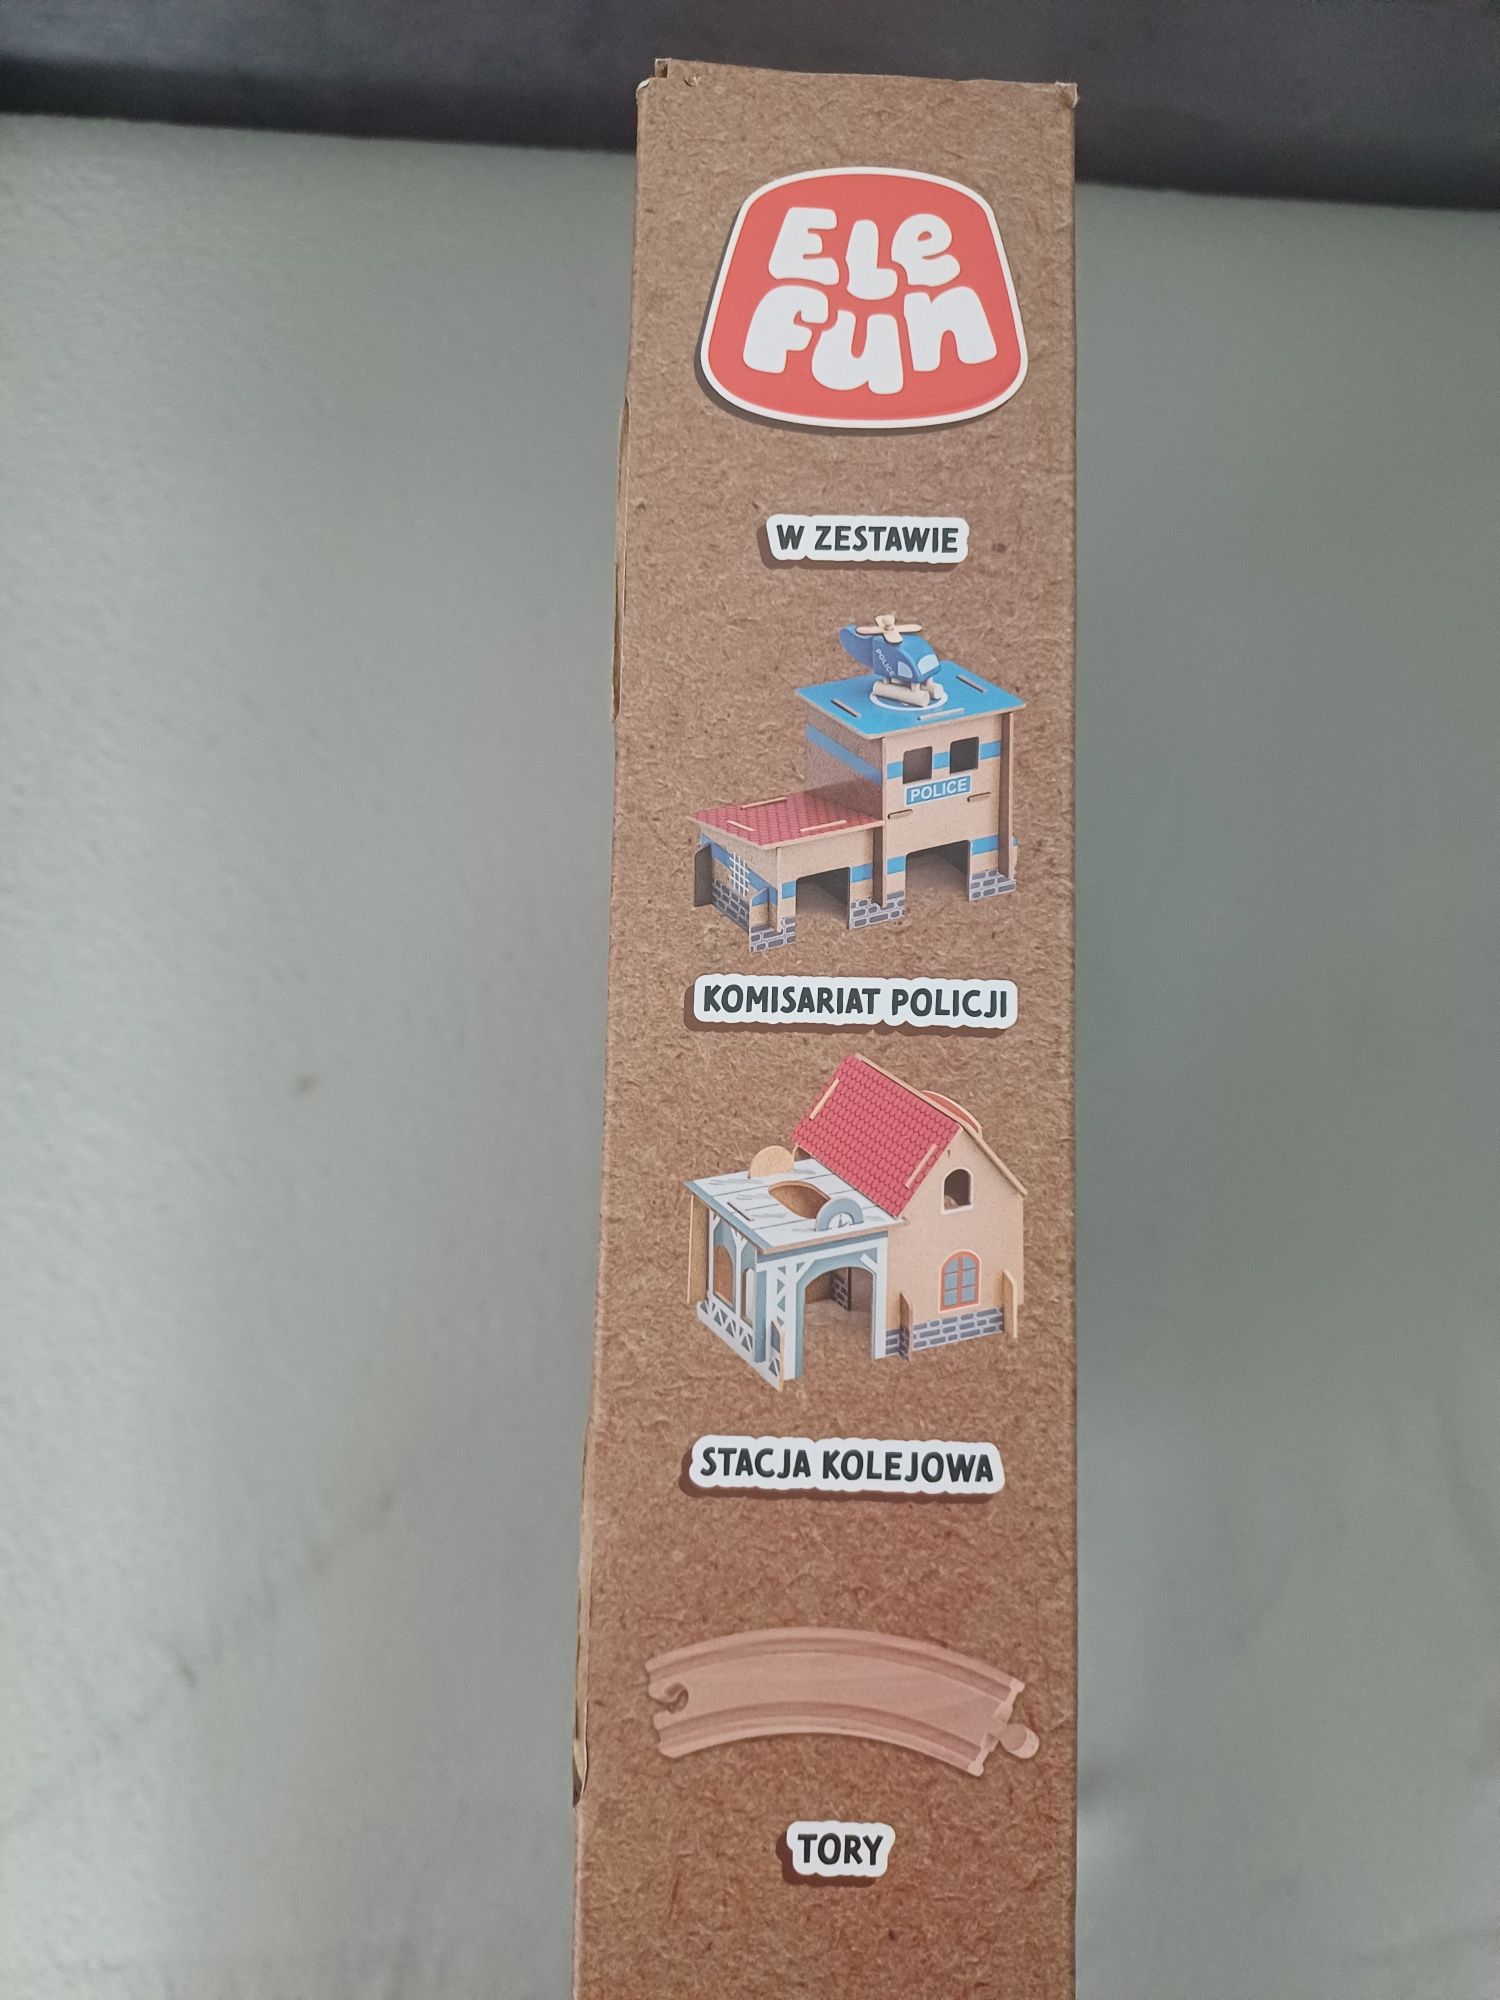 Ele
fun
W ZESTAWIE
POLICE
POLICE
KOMISARIAT POLICJI
STACJA KOLEJOWA
TORY